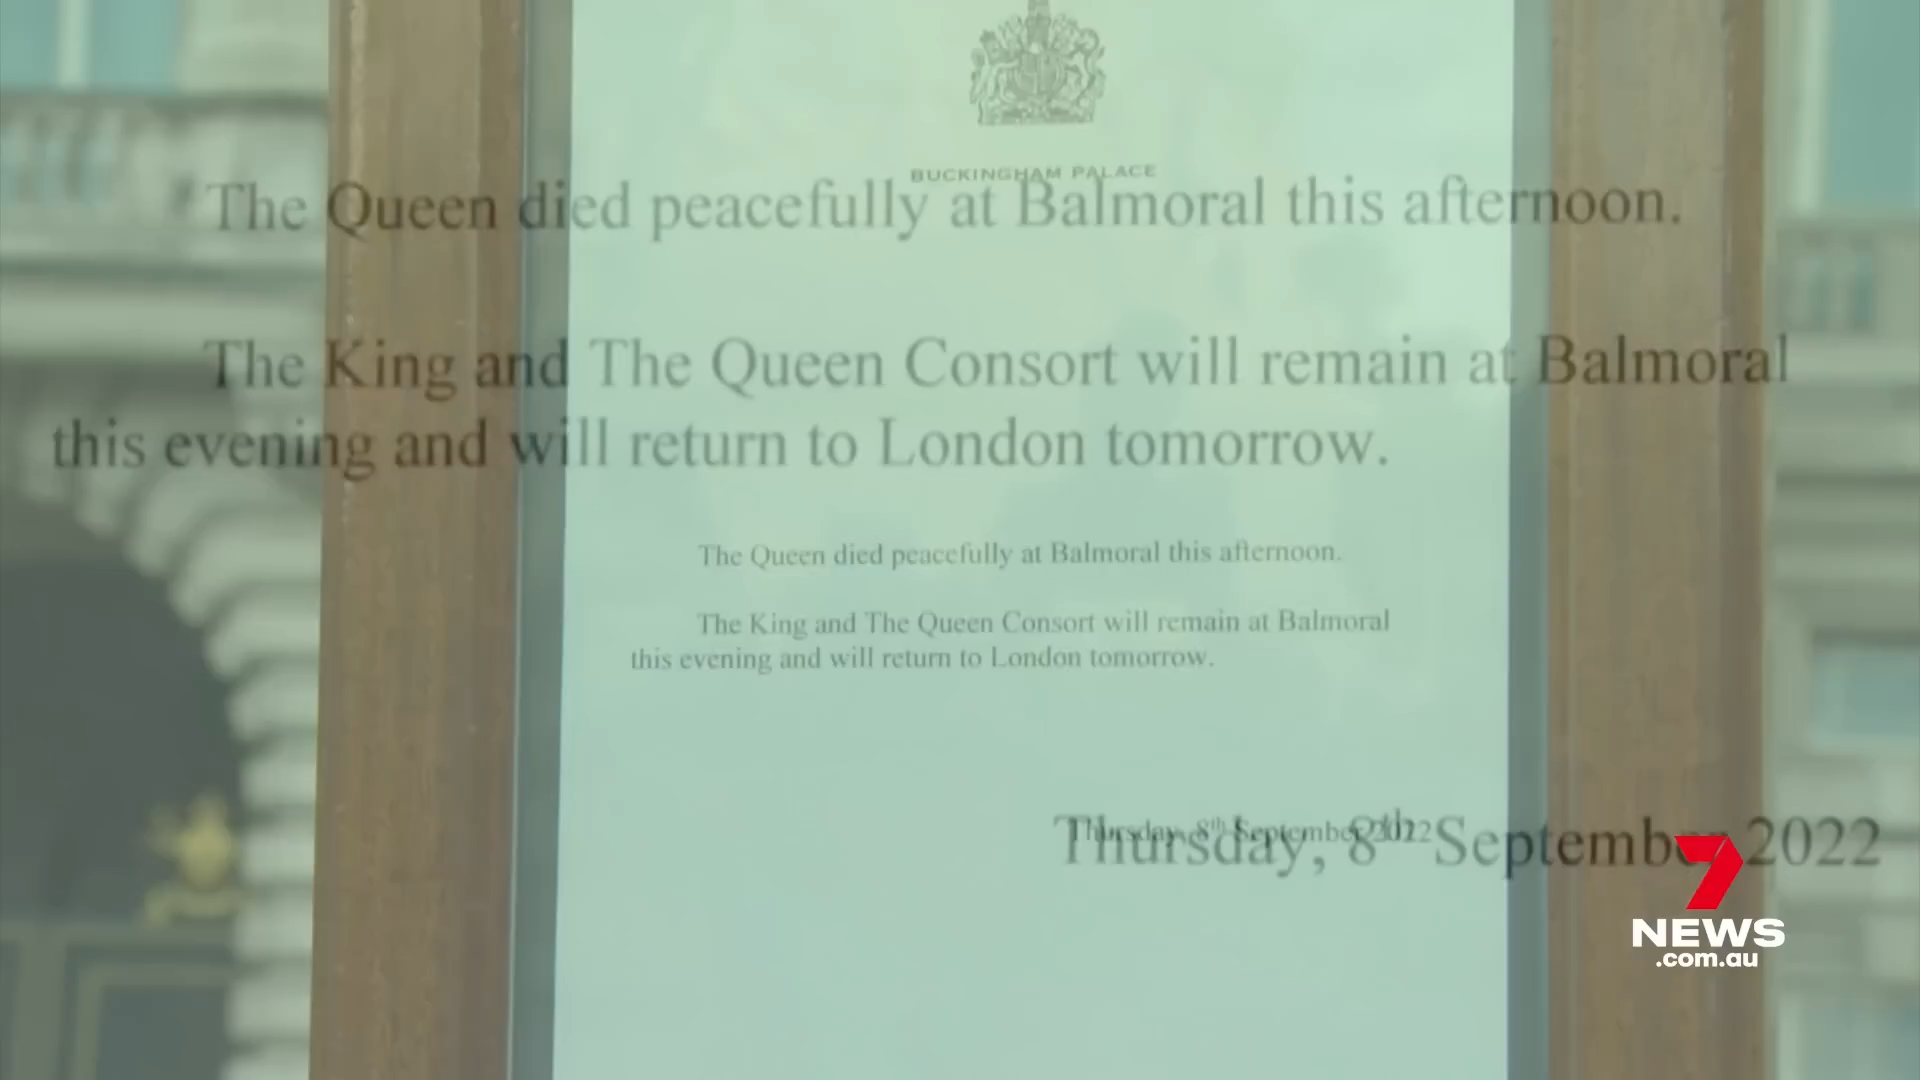 BUCKINGHAM PALACE
The Queen died peacefully at Balmoral this afternoon.
The King and The Queen Consort will remain at Balmoral
this evening and will return to London tomorrow.
The Queen died peacefully at Balmoral this afternoon.
The King and The Queen Consort will remain at Balmoral
this evening and will return to London tomorrow.
Thursday, 8th September 2022
Thursday, 8th September 2022
7
NEWS
.com.au